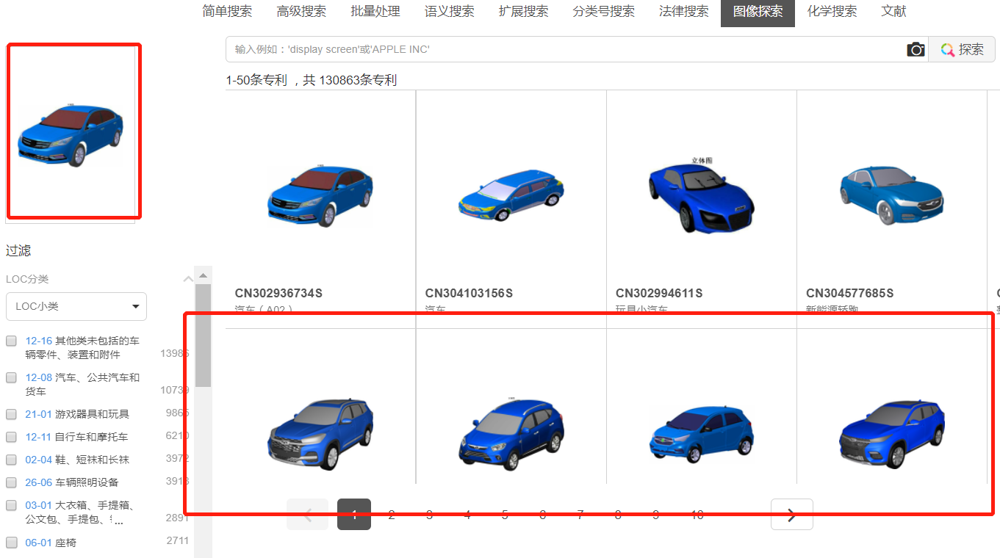 简单搜索 高级搜索 批量处理 语义搜索 扩展搜索 分类号搜索 法律搜索 图像探索 化学搜索 文献
输入例如：'display screen'或'APPLE INC'
探索
1-50条专利 ，共 130863条专利
立体图
CN302936734S CN304103156S CN302994611S CN304577685S
汽车（A02） 汽车 玩具小汽车 新能源轿跑
过滤
LOC分类
LOC小类
12-16 其他类未包括的车
辆零件、装置和附件
13986
12-08 汽车、公共汽车和
货车
10739
21-01 游戏器具和玩具 9865
12-11 自行车和摩托车 6210
02-04 鞋、短袜和长袜 3972
26-06 车辆照明设备 3913
03-01 大衣箱、手提箱、
公文包、手提包、...
2891
06-01 座椅 2711
1 2 3 4 5 6 7 8 9 10